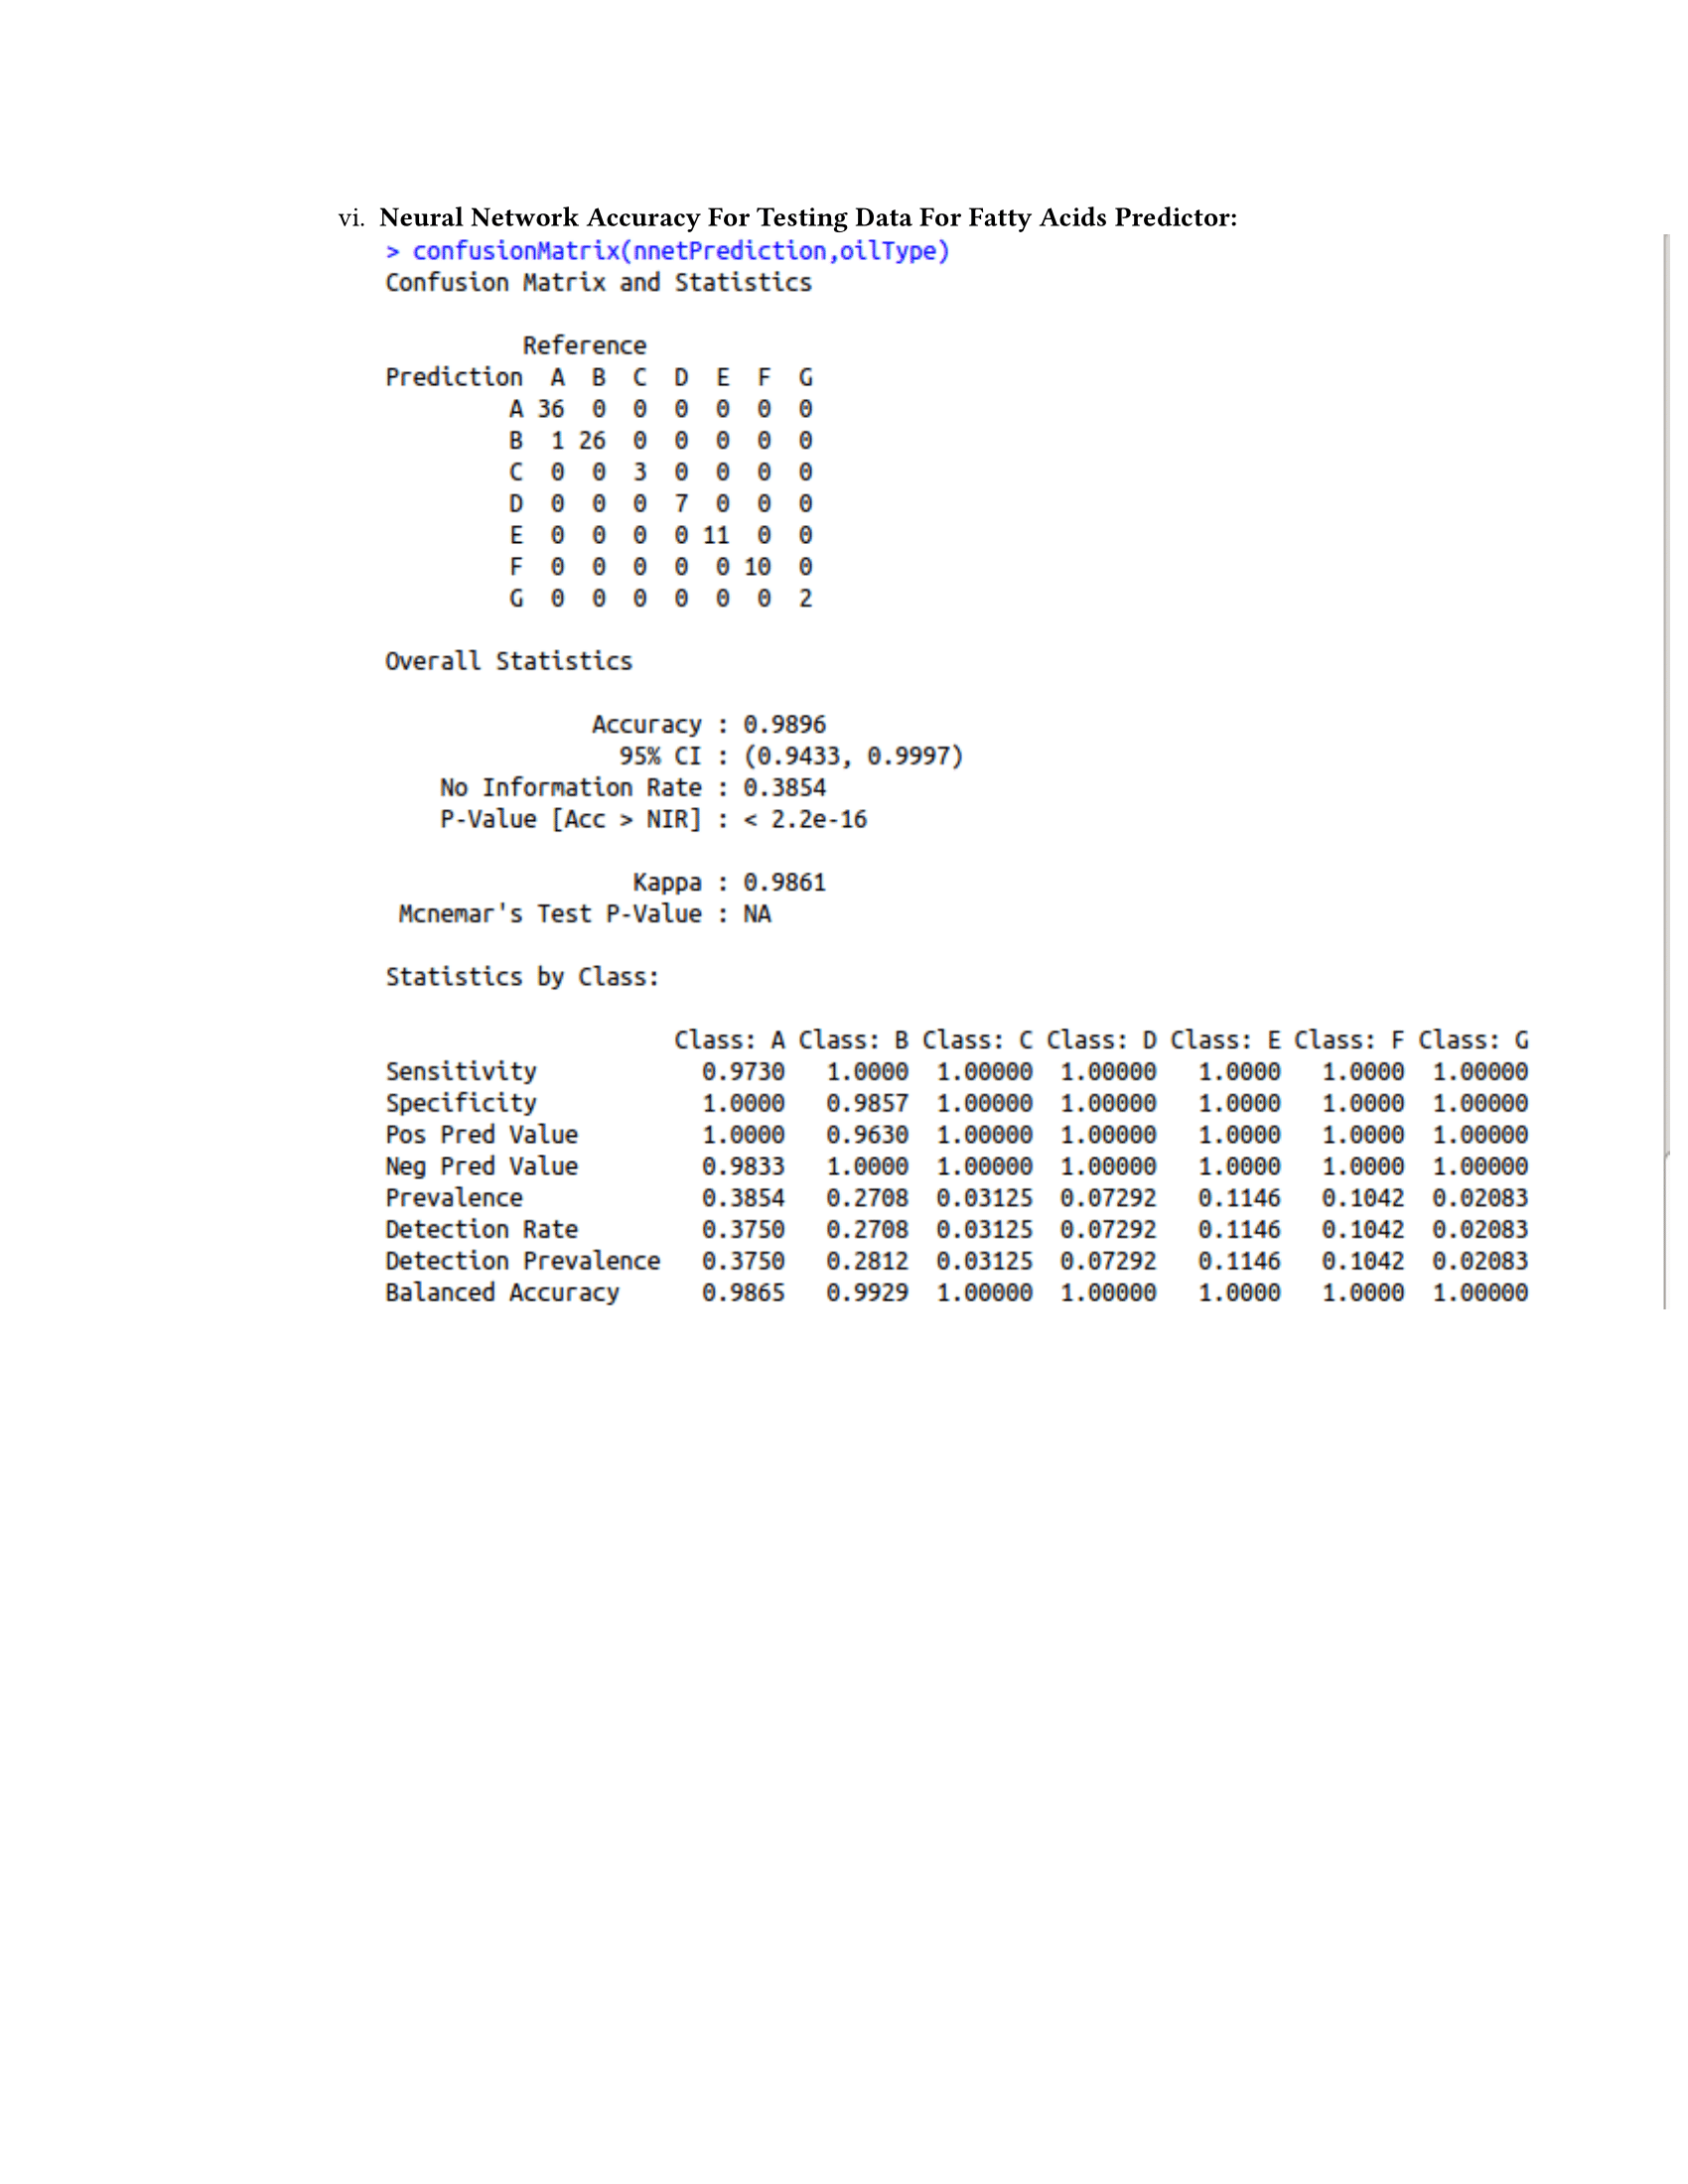 vi. Neural Network Accuracy For Testing Data For Fatty Acids Predictor:
> confusionMatrix(nnetPrediction,oilType)
Confusion Matrix and Statistics
Reference
Prediction A B C D E F G
A 36 0 0 0 0 0 0
B 1 26 0 0 0 0 0
C 0 0 3 0 0 0 0
D 0 0 0 7 0 0 0
E 0 0 0 0 11 0 0
F 0 0 0 0 0 10 0
G 0 0 0 0 0 0 2
Overall Statistics
Accuracy : 0.9896
95% CI : (0.9433, 0.9997)
No Information Rate : 0.3854
P-Value [Acc > NIR] : < 2.2e-16
Kappa : 0.9861
Mcnemar's Test P-Value : NA
Statistics by Class:
Class: A Class: B Class: C Class: D Class: E Class: F Class: G
Sensitivity 0.9730 1.0000 1.00000 1.00000 1.0000 1.0000 1.00000
Specificity 1.0000 0.9857 1.00000 1.00000 1.0000 1.0000 1.00000
Pos Pred Value 1.0000 0.9630 1.00000 1.00000 1.0000 1.0000 1.00000
Neg Pred Value 0.9833 1.0000 1.00000 1.00000 1.0000 1.0000 1.00000
Prevalence 0.3854 0.2708 0.03125 0.07292 0.1146 0.1042 0.02083
Detection Rate 0.3750 0.2708 0.03125 0.07292 0.1146 0.1042 0.02083
Detection Prevalence 0.3750 0.2812 0.03125 0.07292 0.1146 0.1042 0.02083
Balanced Accuracy 0.9865 0.9929 1.00000 1.00000 1.0000 1.0000 1.00000